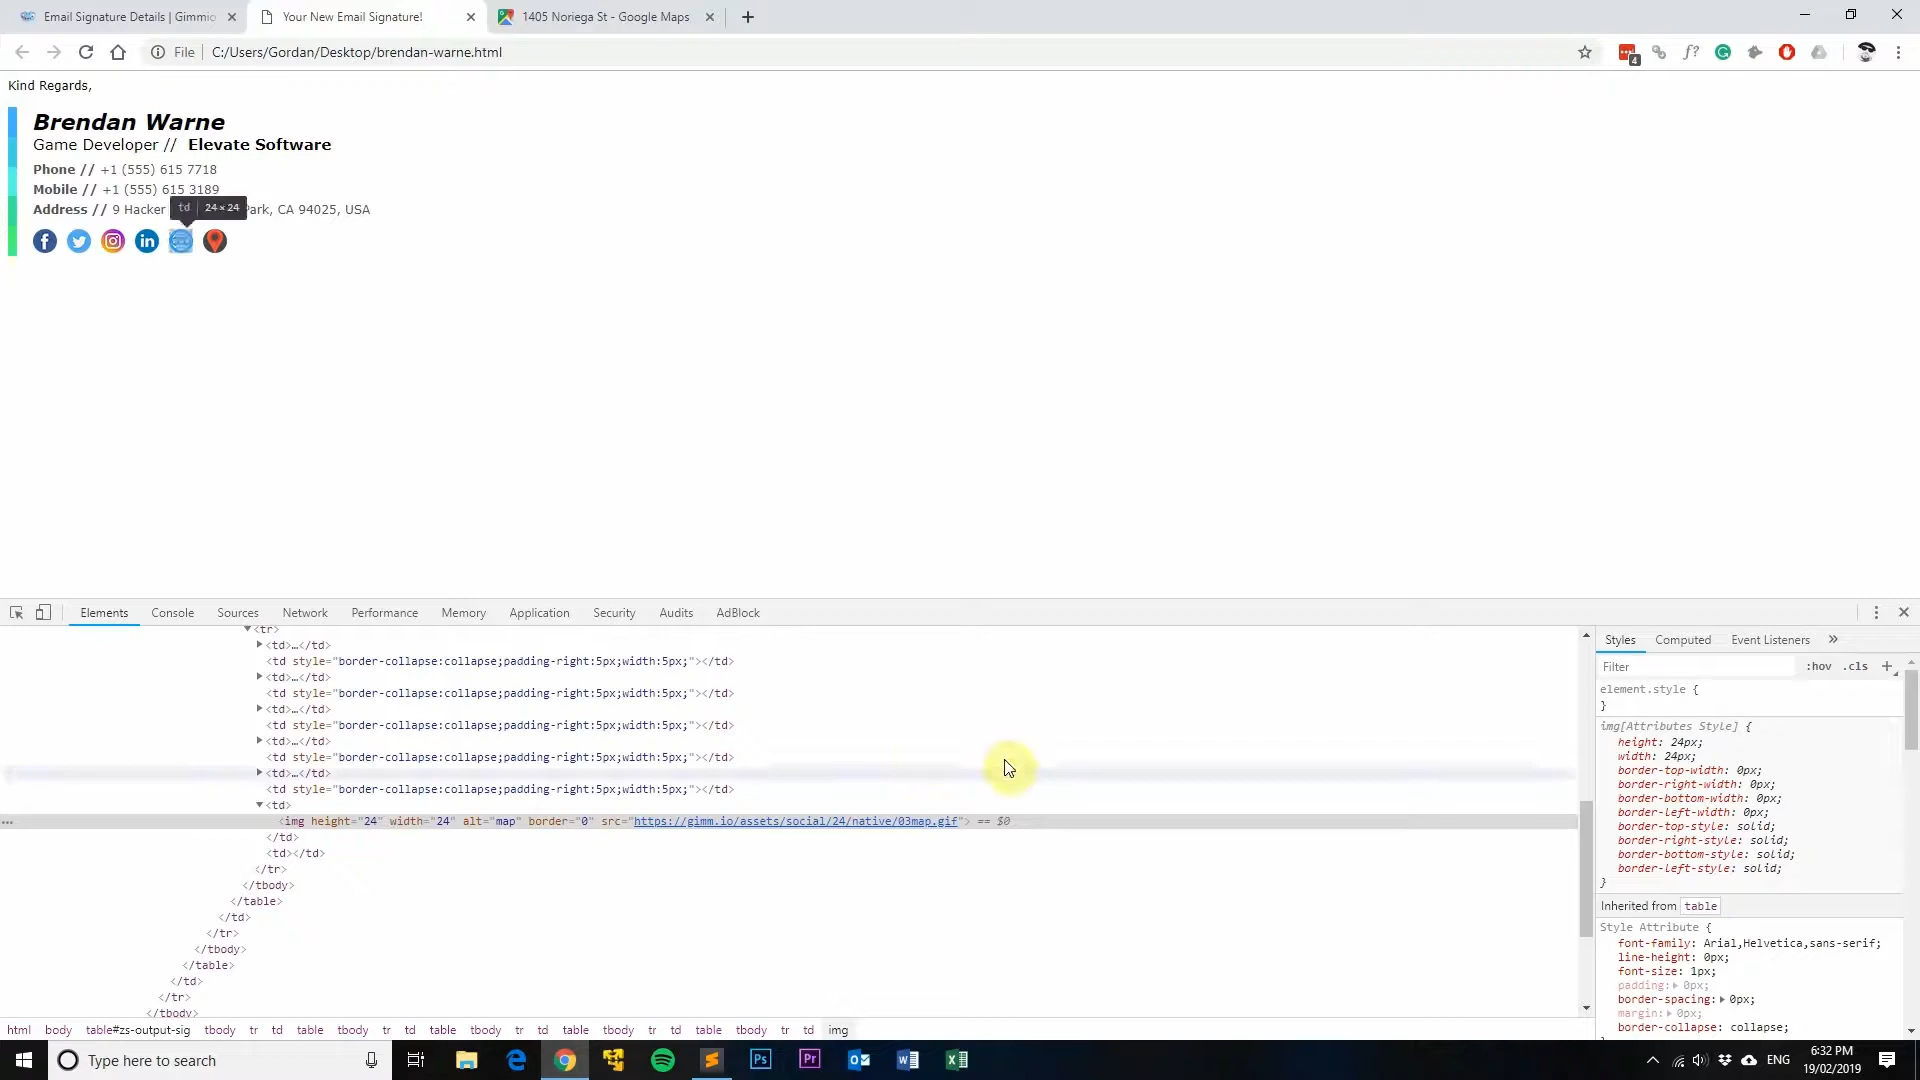 Email Signature Details | Gimmio
Your New Email Signature!
1405 Noriega St - Google Maps
File
C:/Users/Gordan/Desktop/brendan-warne.html
4
f?
Kind Regards,
Brendan Warne
Game Developer // Elevate Software
Phone // +1 (555) 615 7718
Mobile // +1 (555) 615 3189
Address // 9 Hacker
td 24 × 24
Park, CA 94025, USA
Elements Console Sources Network Performance Memory Application Security Audits AdBlock
<tr>
<td>…</td>
<td style="border-collapse:collapse;padding-right:5px;width:5px;"></td>
<td>…</td>
<td style="border-collapse:collapse;padding-right:5px;width:5px;"></td>
<td>…</td>
<td style="border-collapse:collapse;padding-right:5px;width:5px;"></td>
<td>…</td>
<td style="border-collapse:collapse;padding-right:5px;width:5px;"></td>
<td>…</td>
<td style="border-collapse:collapse;padding-right:5px;width:5px;"></td>
<td>
<img height="24" width="24" alt="map" border="0" src="https://gimm.io/assets/social/24/native/03map.gif"> == $0
</td>
<td></td>
</tr>
</tbody>
</table>
</td>
</tr>
</tbody>
</table>
</td>
</tr>
</tbody>
html body table#zs-output-sig tbody tr td table tbody tr td table tbody tr td table tbody tr td table tbody tr td img
Styles Computed Event Listeners »
Filter :hov .cls +
element.style {
}
img[Attributes Style] {
height: 24px;
width: 24px;
border-top-width: 0px;
border-right-width: 0px;
border-bottom-width: 0px;
border-left-width: 0px;
border-top-style: solid;
border-right-style: solid;
border-bottom-style: solid;
border-left-style: solid;
}
Inherited from table
Style Attribute {
font-family: Arial,Helvetica,sans-serif;
line-height: 0px;
font-size: 1px;
padding: 0px;
border-spacing: 0px;
margin: 0px;
border-collapse: collapse;
Type here to search
Ps
Pr
ENG
6:32 PM
19/02/2019